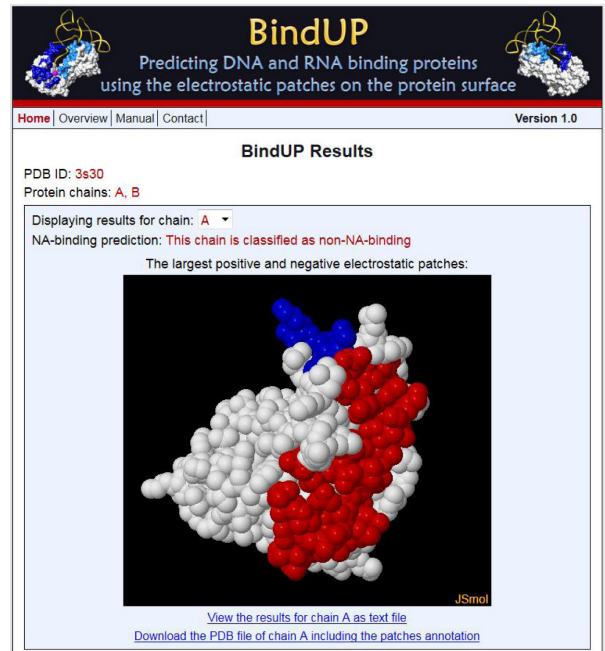 BindUP
Predicting DNA and RNA binding proteins
using the electrostatic patches on the protein surface
Home| Overview| Manual| Contact|
Version 1.0
BindUP Results
PDB ID: 3s30
Protein chains: A, B
Displaying results for chain: A
NA-binding prediction: This chain is classified as non-NA-binding
The largest positive and negative electrostatic patches:
JSmol
View the results for chain A as text file
Download the PDB file of chain A including the patches annotation